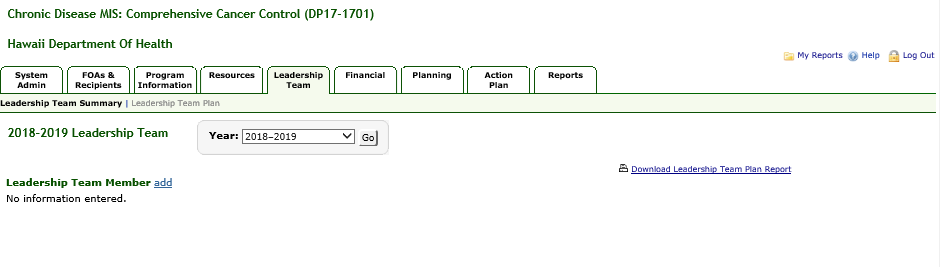 Chronic Disease MIS: Comprehensive Cancer Control (DP17-1701)
Hawaii Department Of Health
My Reports Help Log Out
System Admin
FOAs & Recipients
Program Information
Resources
Leadership Team
Financial
Planning
Action Plan
Reports
Leadership Team Summary | Leadership Team Plan
2018-2019 Leadership Team
Year: 2018-2019 Go
Download Leadership Team Plan Report
Leadership Team Member add
No information entered.